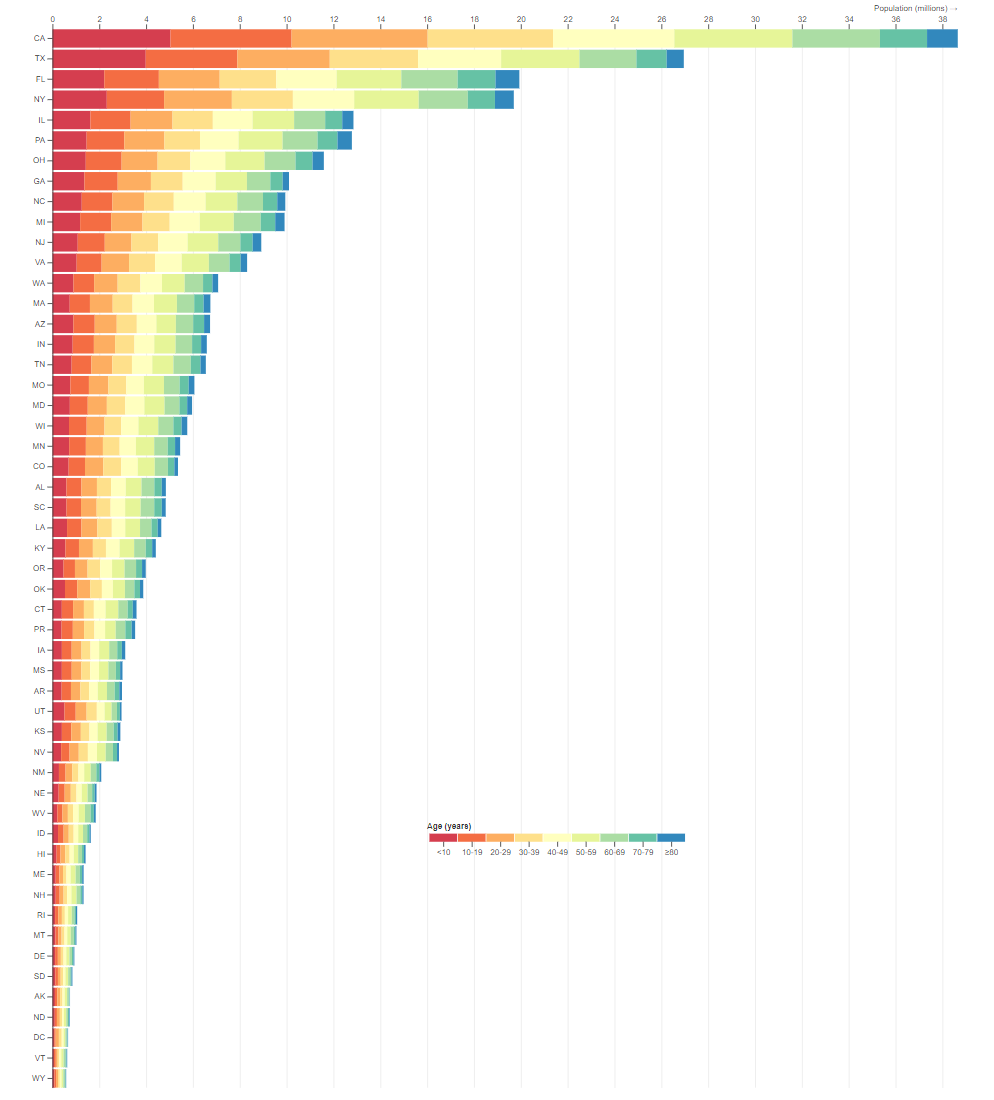 Population (millions) →
0 2 4 6 8 10 12 14 16 18 20 22 24 26 28 30 32 34 36 38
CA
TX
FL
NY
IL
PA
OH
GA
NC
MI
NJ
VA
WA
MA
AZ
IN
TN
MO
MD
WI
MN
CO
AL
SC
LA
KY
OR
OK
CT
PR
IA
MS
AR
UT
KS
NV
NM
NE
WV
ID
HI
ME
NH
RI
MT
DE
SD
AK
ND
DC
VT
WY
Age (years)
<10 10-19 20-29 30-39 40-49 50-59 60-69 70-79 ≥80